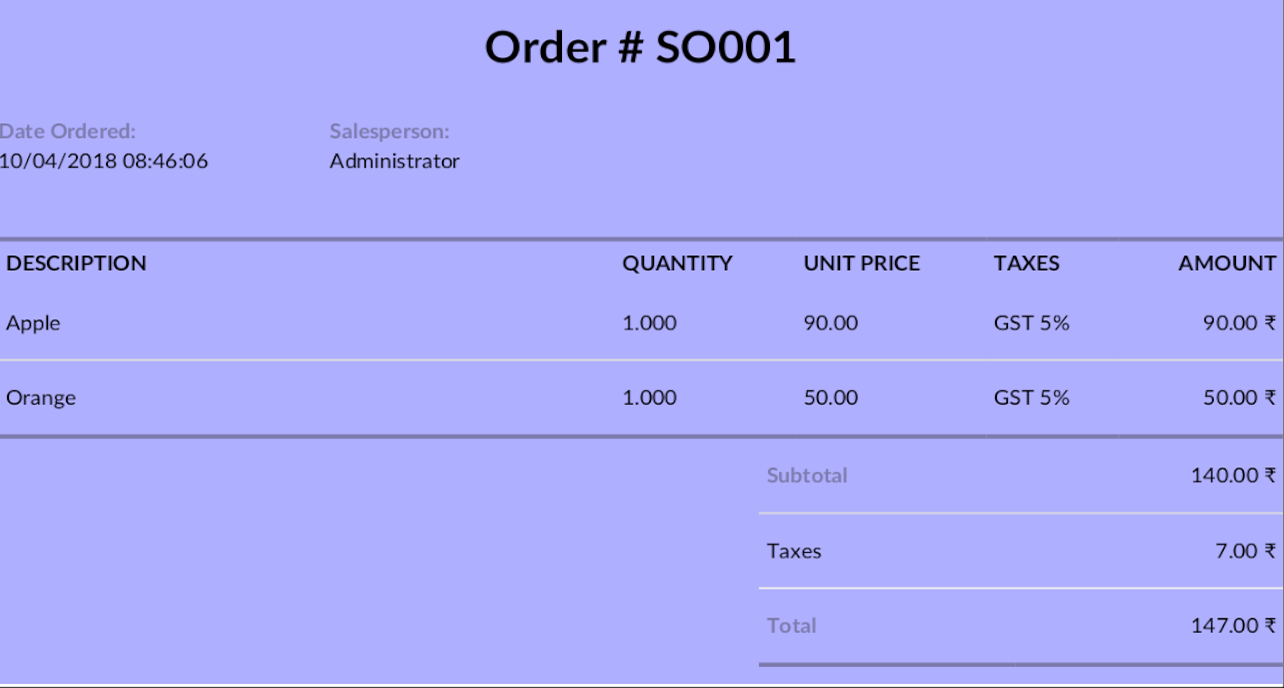 Order # SO001
Date Ordered: Salesperson:
10/04/2018 08:46:06 Administrator
DESCRIPTION QUANTITY UNIT PRICE TAXES AMOUNT
Apple 1.000 90.00 GST 5% 90.00 ₹
Orange 1.000 50.00 GST 5% 50.00 ₹
Subtotal 140.00 ₹
Taxes 7.00 ₹
Total 147.00 ₹